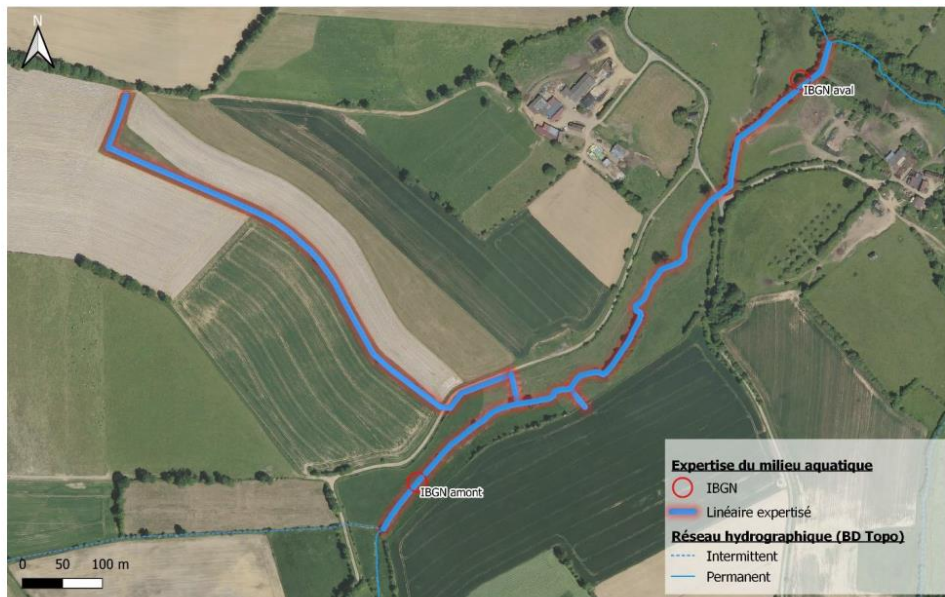 N
IBGN aval
IBGN amont
0 50 100 m
Expertise du milieu aquatique
IBGN
Linéaire expertisé
Réseau hydrographique (BD Topo)
Intermittent
Permanent